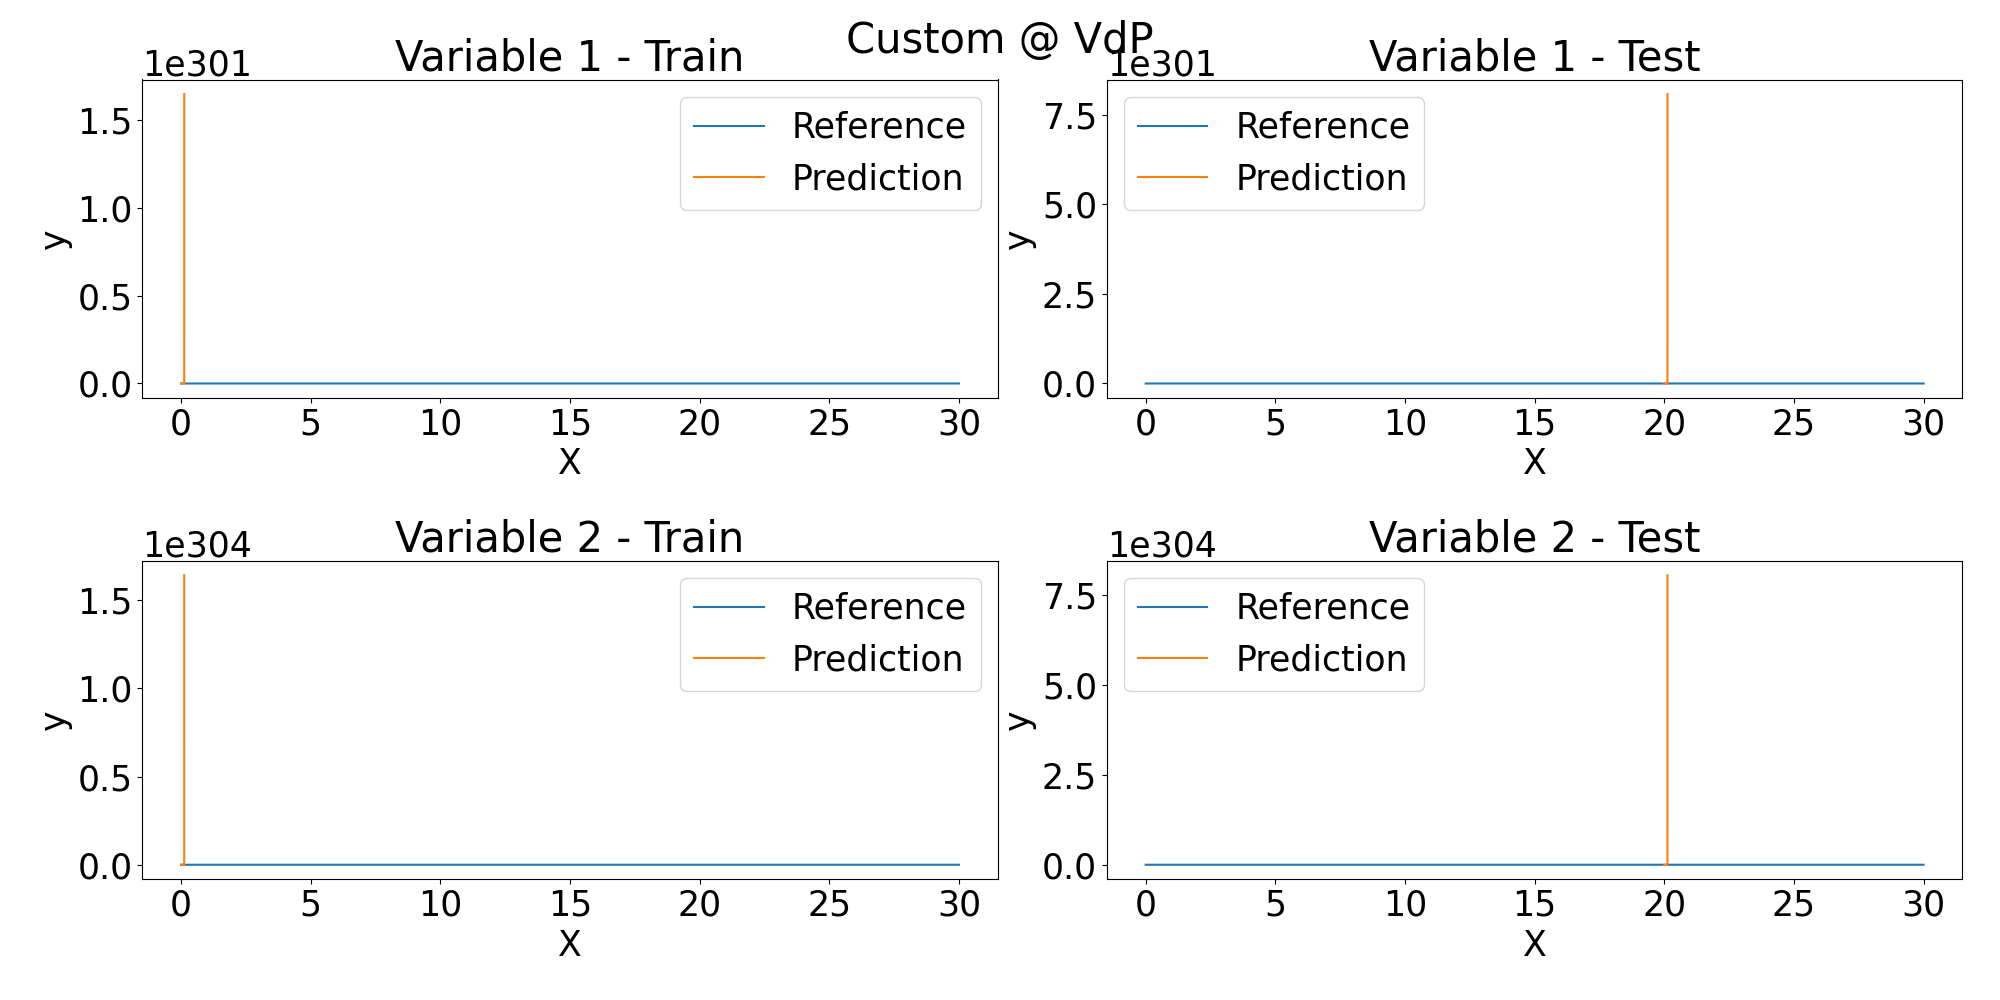 Custom @ VdP
Variable 1 - Train
1e301
1.5
1.0
0.5
0.0
y
0 5 10 15 20 25 30
X
Reference
Prediction
Variable 1 - Test
1e301
7.5
5.0
2.5
0.0
y
0 5 10 15 20 25 30
X
Reference
Prediction
Variable 2 - Train
1e304
1.5
1.0
0.5
0.0
y
0 5 10 15 20 25 30
X
Reference
Prediction
Variable 2 - Test
1e304
7.5
5.0
2.5
0.0
y
0 5 10 15 20 25 30
X
Reference
Prediction